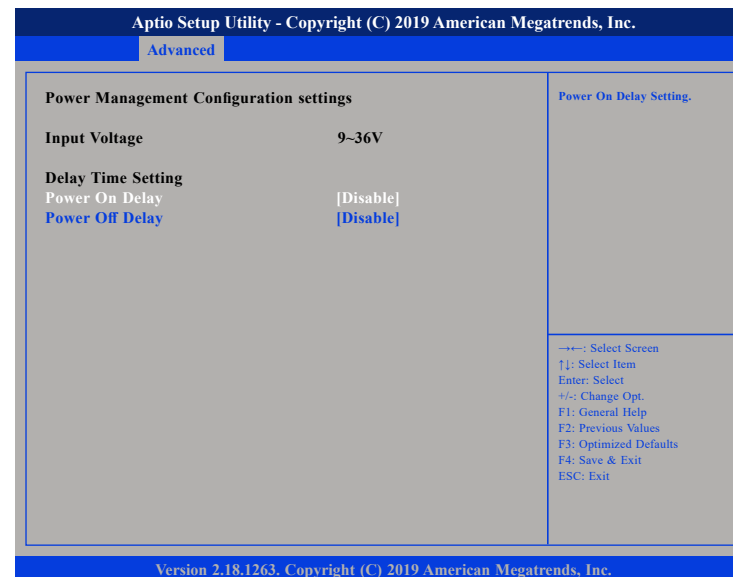 Aptio Setup Utility - Copyright (C) 2019 American Megatrends, Inc.
Advanced
Power Management Configuration settings
Input Voltage 9~36V
Delay Time Setting
Power On Delay [Disable]
Power Off Delay [Disable]
Power On Delay Setting.
→←: Select Screen
↑↓: Select Item
Enter: Select
+/-: Change Opt.
F1: General Help
F2: Previous Values
F3: Optimized Defaults
F4: Save & Exit
ESC: Exit
Version 2.18.1263. Copyright (C) 2019 American Megatrends, Inc.